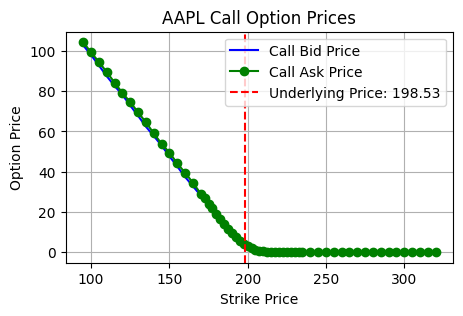 AAPL Call Option Prices
Call Bid Price
Call Ask Price
Underlying Price: 198.53
Option Price
100
80
60
40
20
0
100
150
200
250
300
Strike Price